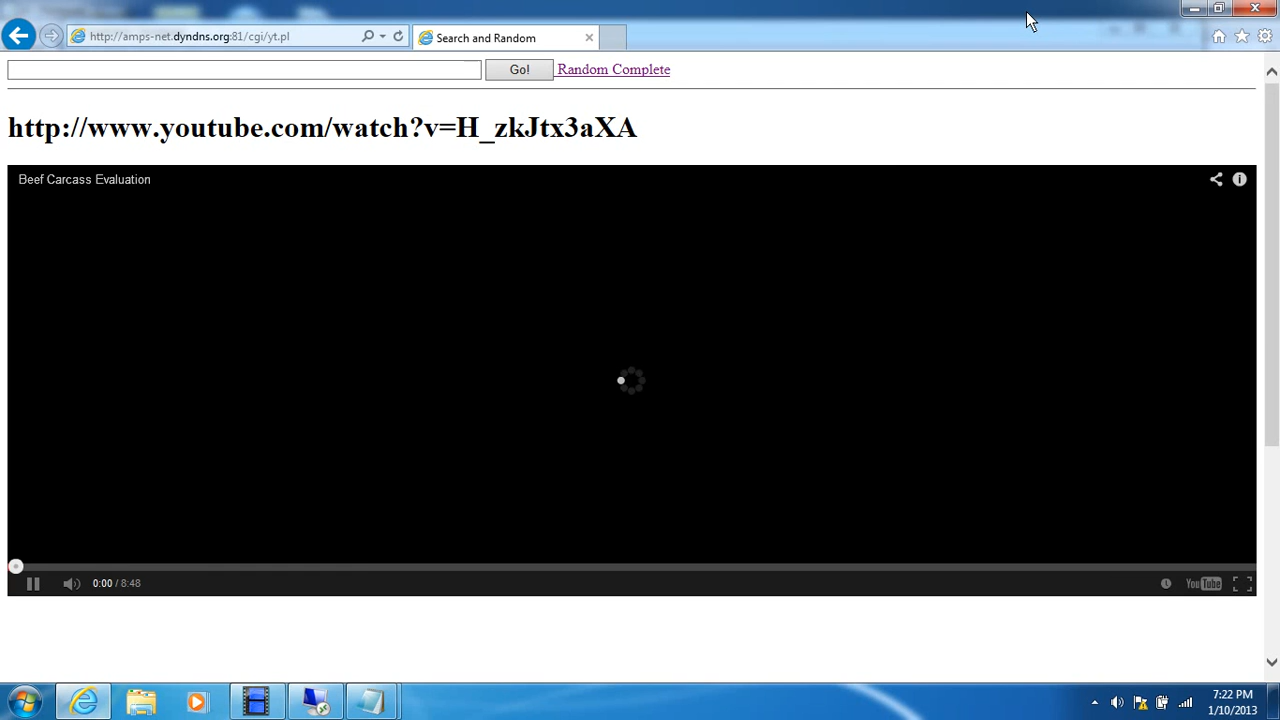 http://amps-net.dyndns.org:81/cgi/yt.pl
Search and Random
Go!
Random Complete
http://www.youtube.com/watch?v=H_zkJtx3aXA
Beef Carcass Evaluation
0:00 / 8:48
YouTube
7:22 PM
1/10/2013